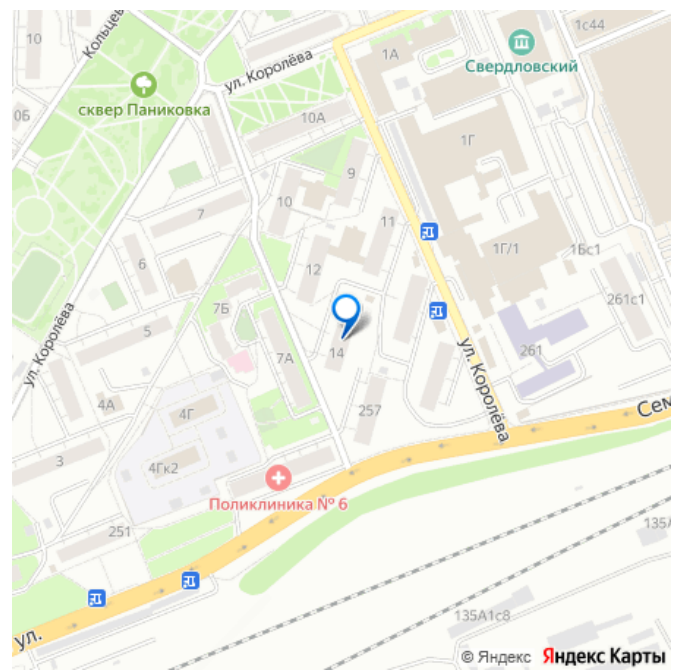 10
Кольцев
ул. Королёва
1А
1с44
Свердловский
сквер Паниковка
0Б
10А
1Г
9
10
7
11
6
12
1Г/1
1Бс1
7Б
261с1
ул. Королёва
5
14
7А
ул. Королёва
261
4А
4Г
257
Сем
3
4Гк2
Поликлиника № 6
251
135А
ул.
135А1с8
© Яндекс Яндекс Карты